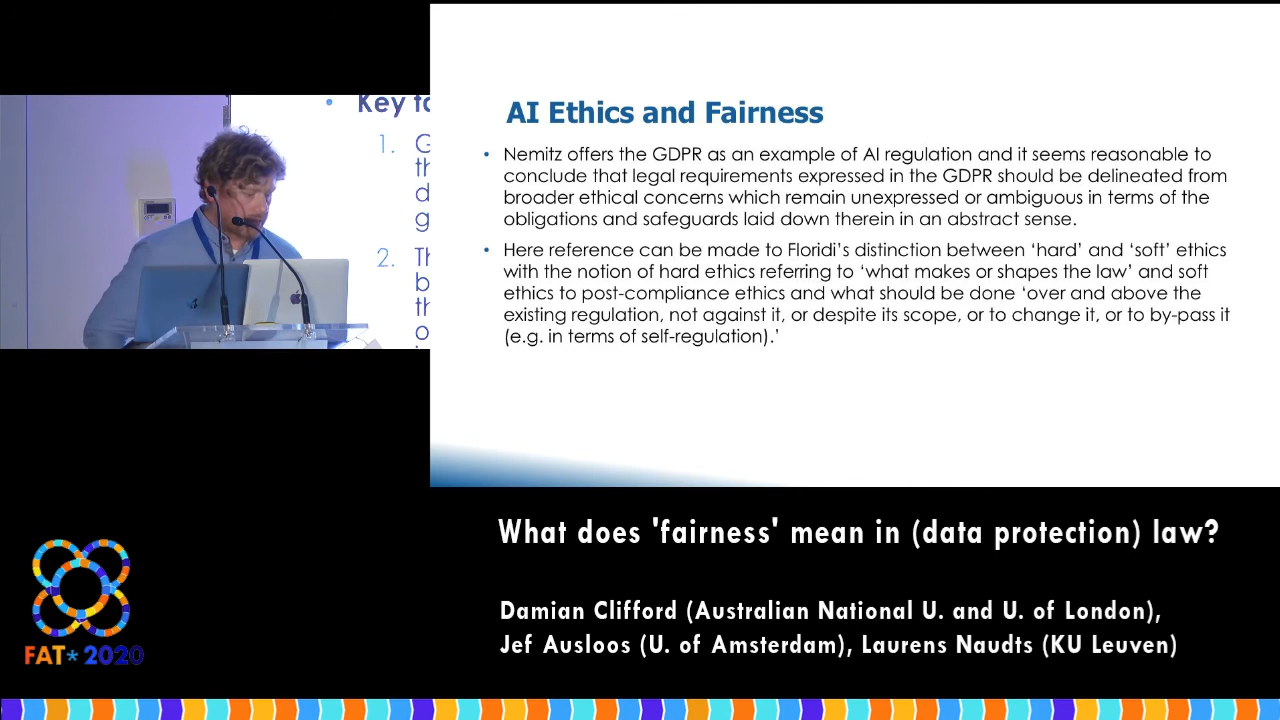 Key
1.
2.
AI Ethics and Fairness
• Nemitz offers the GDPR as an example of AI regulation and it seems reasonable to
conclude that legal requirements expressed in the GDPR should be delineated from
broader ethical concerns which remain unexpressed or ambiguous in terms of the
obligations and safeguards laid down therein in an abstract sense.
• Here reference can be made to Floridi's distinction between ‘hard’ and ‘soft’ ethics
with the notion of hard ethics referring to ‘what makes or shapes the law’ and soft
ethics to post-compliance ethics and what should be done ‘over and above the
existing regulation, not against it, or despite its scope, or to change it, or to by-pass it
(e.g. in terms of self-regulation).’
What does 'fairness' mean in (data protection) law?
Damian Clifford (Australian National U. and U. of London),
Jef Ausloos (U. of Amsterdam), Laurens Naudts (KU Leuven)
FAT* 2020